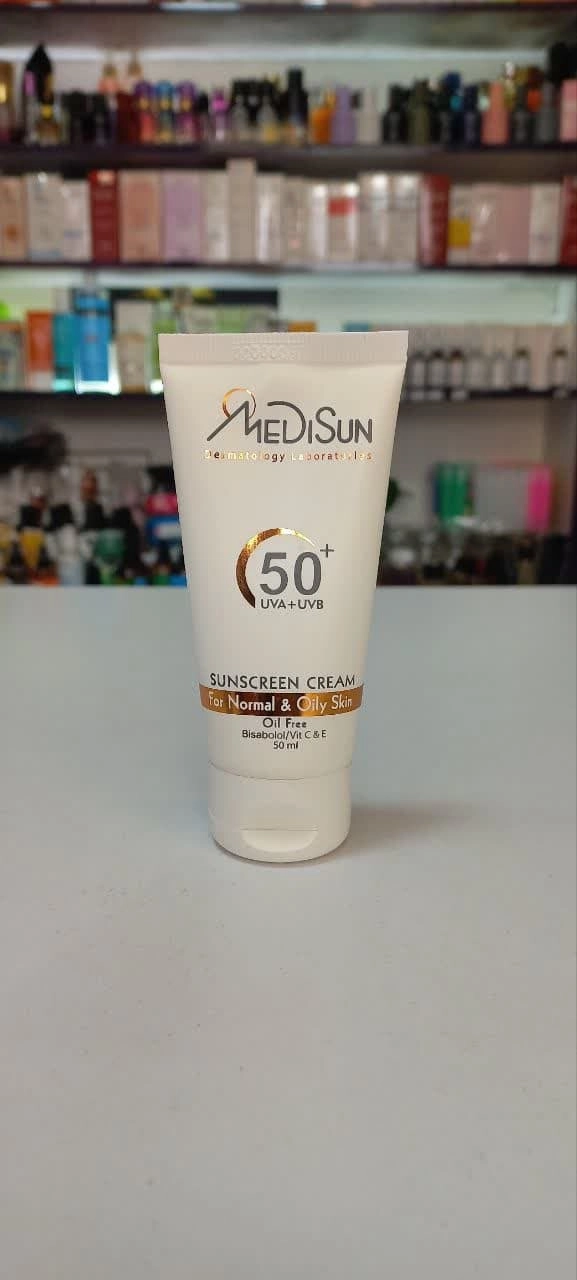 MEDISUN
Dermatology Laboratories
50+
UVA+UVB
SUNSCREEN CREAM
For Normal & Oily Skin
Oil Free
Bisabolol/Vit C & E
50 ml